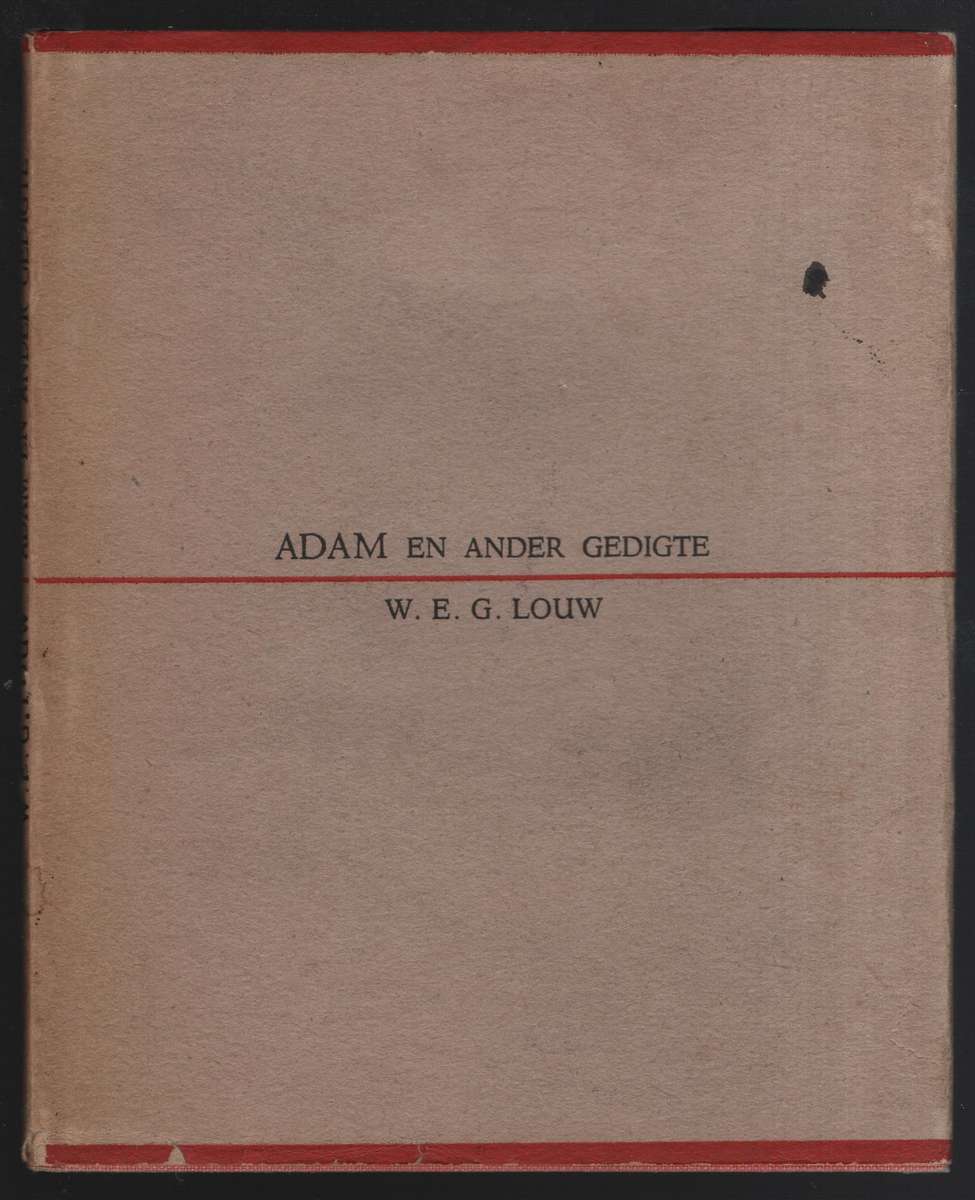 ADAM EN ANDER GEDIGTE
W. E. G. LOUW